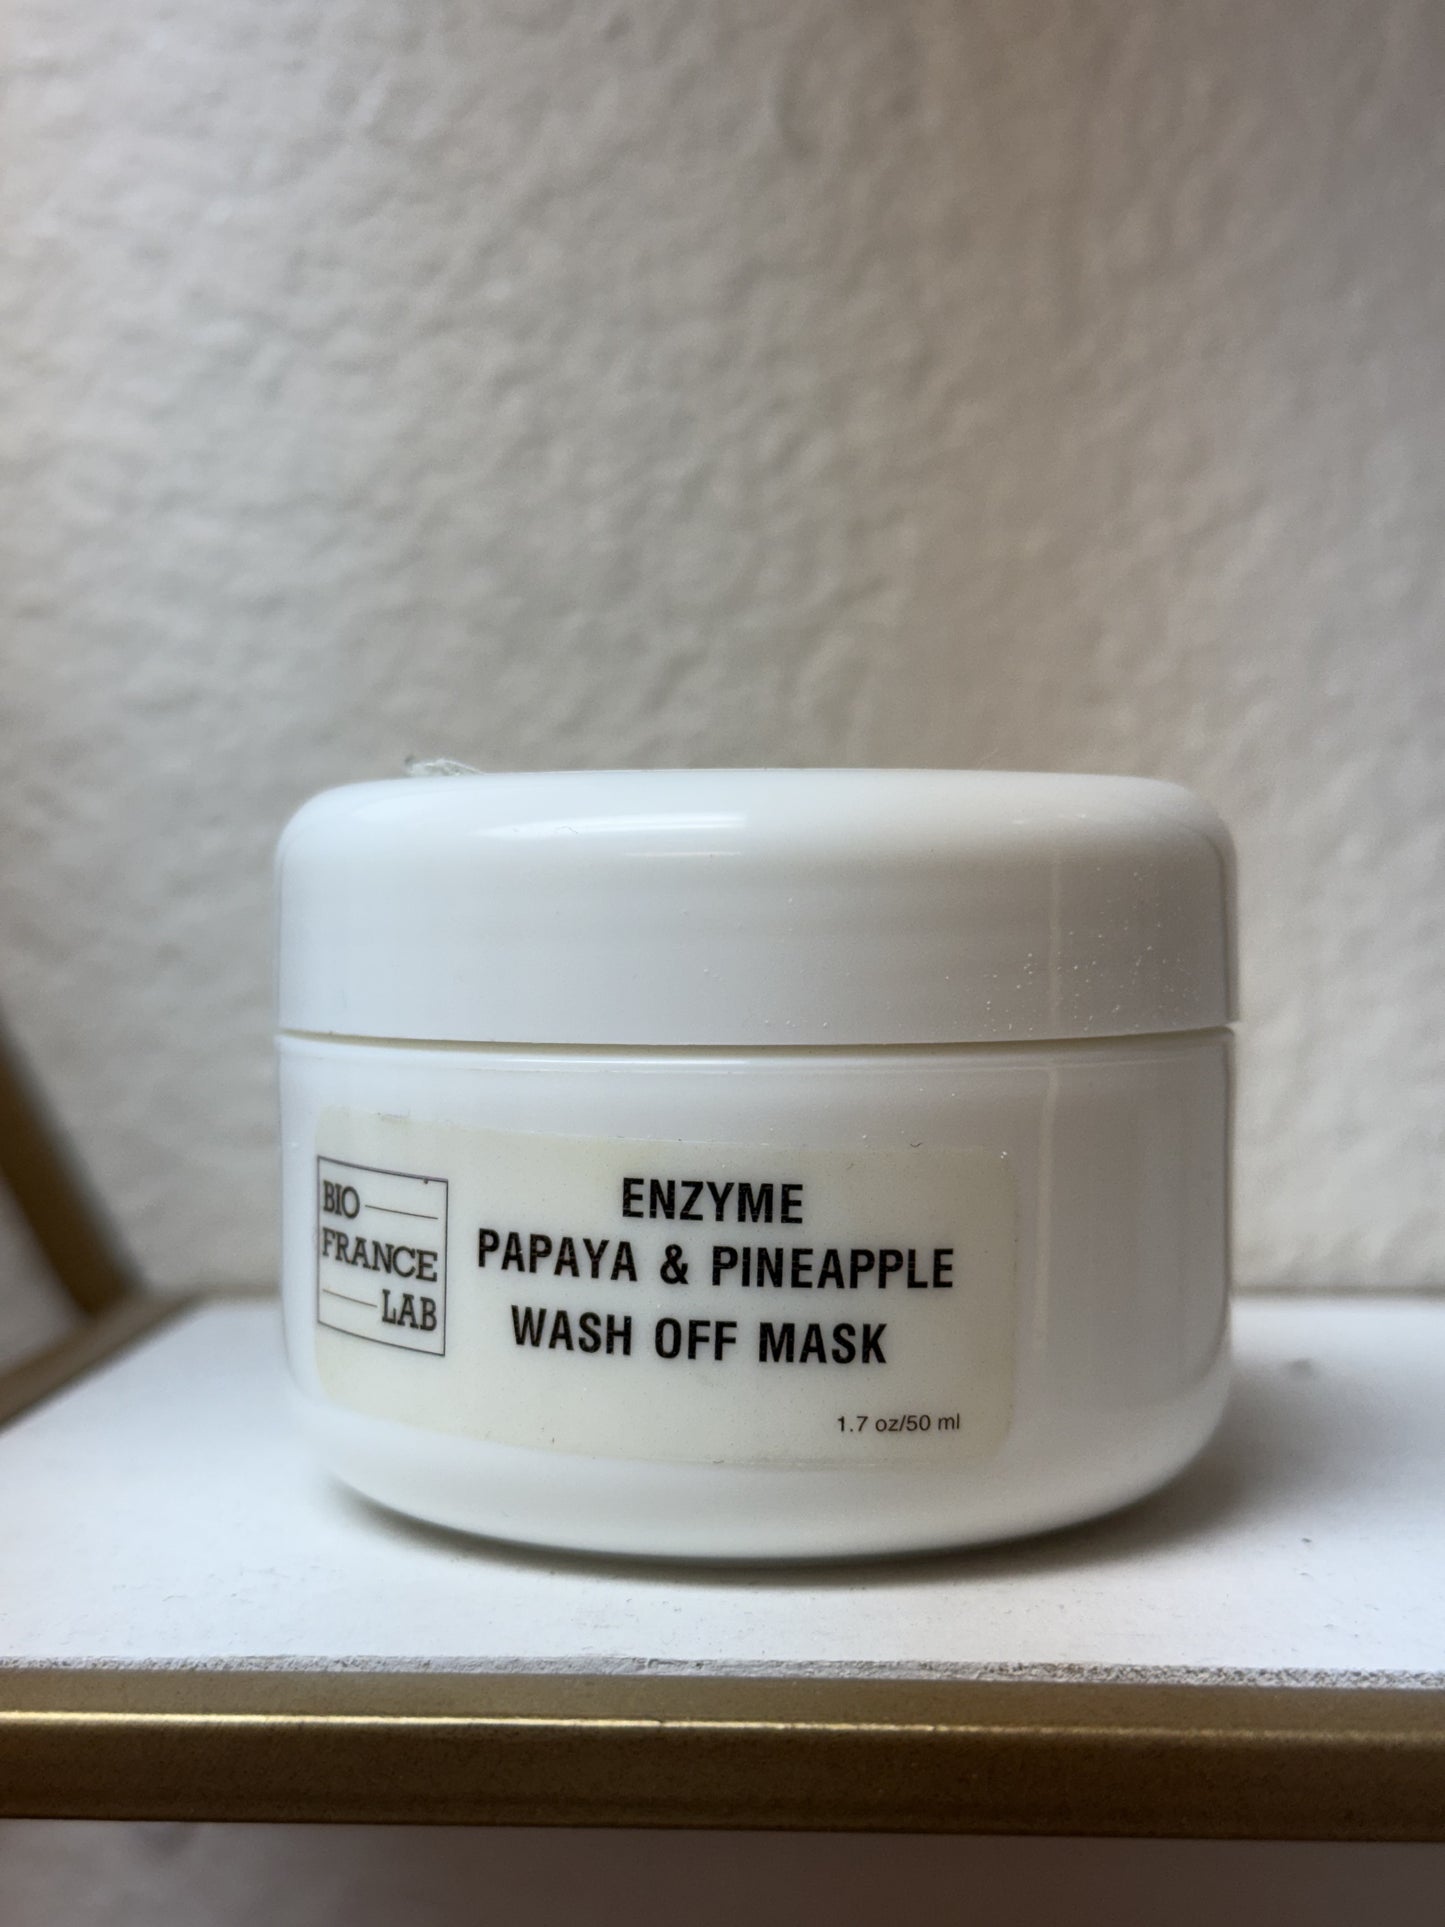 BIO
FRANCE
LAB
ENZYME
PAPAYA & PINEAPPLE
WASH OFF MASK
1.7 oz/50 ml